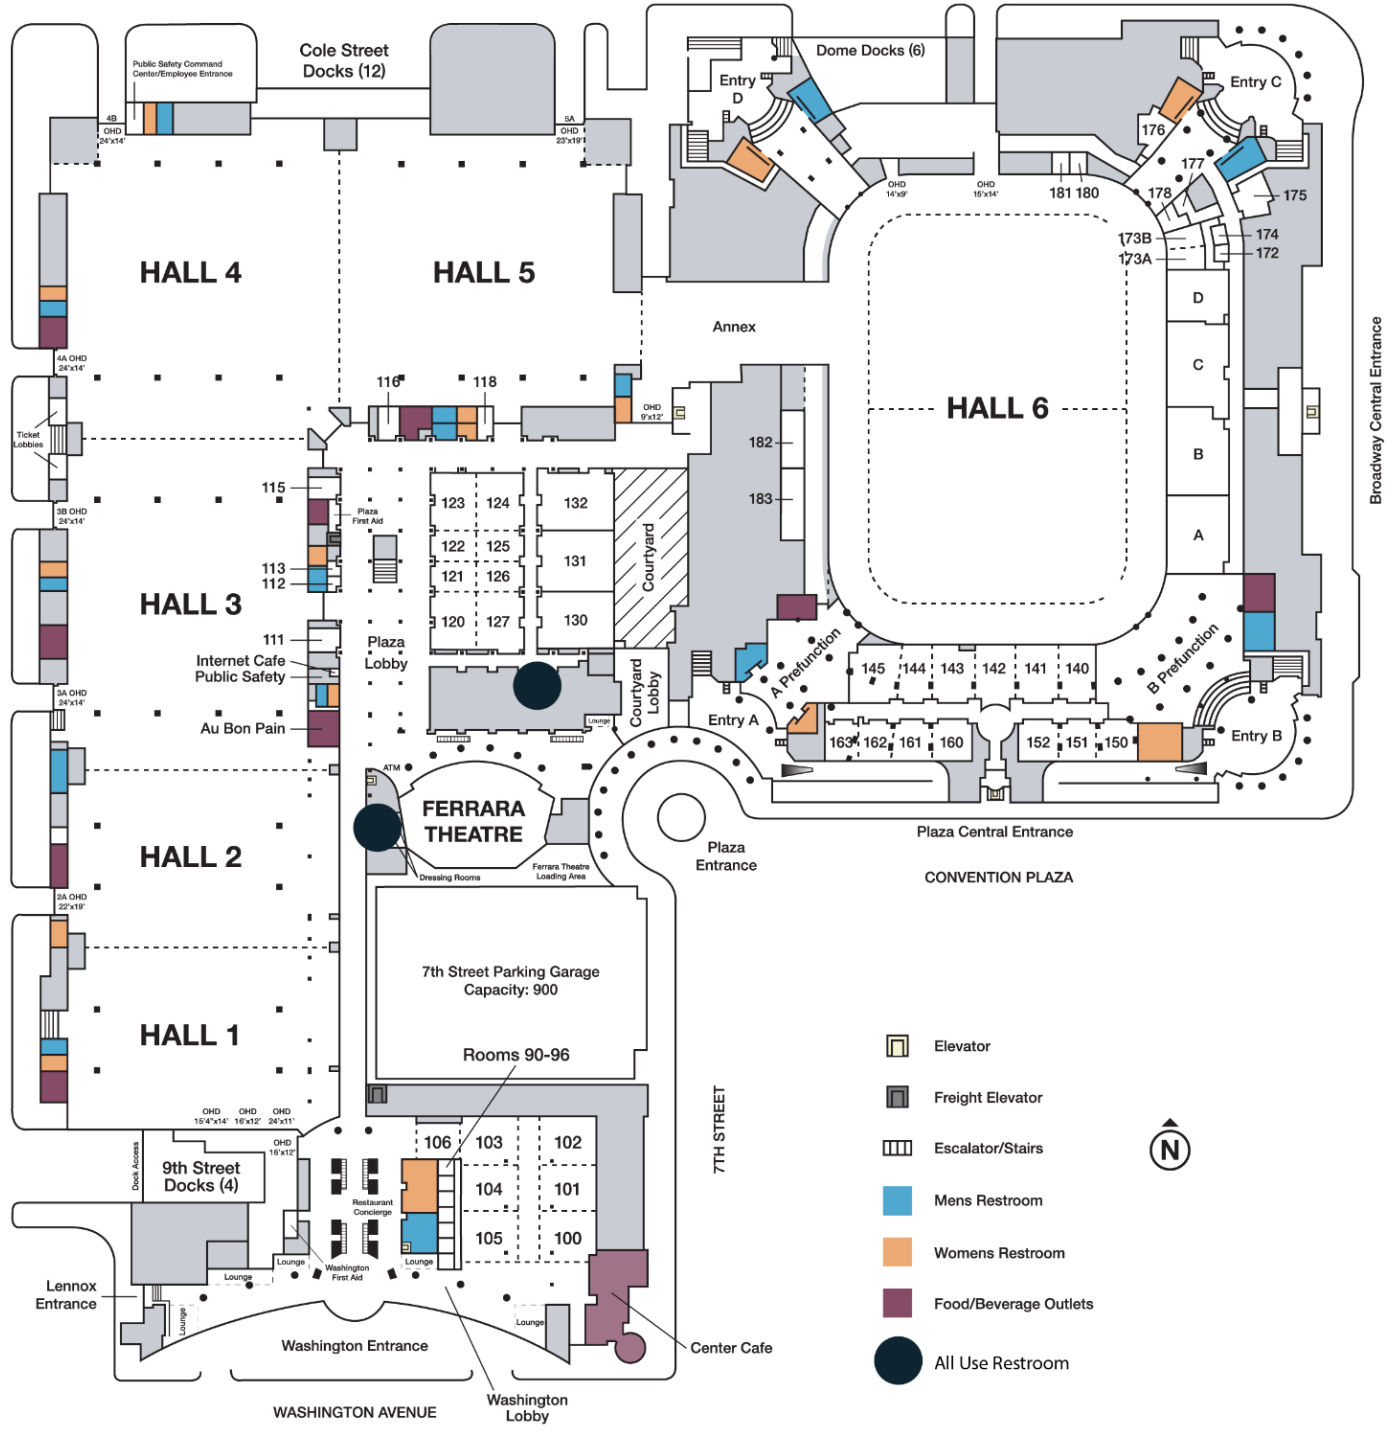 Public Safety Command
Center/Employee Entrance
Cole Street
Docks (12)
Dome Docks (6)
Entry
D
Entry C
4B
OHD
24'x14'
5A
OHD
23'x19'
176
177
178
175
181 180
OHD
14'x9'
OHD
15'x14'
173B
173A
174
172
HALL 4
HALL 5
Annex
HALL 6
D
C
B
A
Broadway Central Entrance
4A OHD
24'x14'
116
118
OHD
9'x12'
182
183
Ticket
Lobbies
3B OHD
24'x14'
115
Plaza
First Aid
113
112
123
124
132
122
125
131
121
126
120
127
130
Courtyard
HALL 3
111
Internet Cafe
Public Safety
Plaza
Lobby
Au Bon Pain
3A OHD
24'x14'
Courtyard
Lobby
Lounge
A Prefunction
B Prefunction
145
144
143
142
141
140
Entry A
Entry B
163
162
161
160
152
151
150
ATM
FERRARA
THEATRE
Dressing Rooms
Ferrara Theatre
Loading Area
Plaza
Entrance
Plaza Central Entrance
CONVENTION PLAZA
HALL 2
2A OHD
22'x19'
7th Street Parking Garage
Capacity: 900
HALL 1
Rooms 90-96
OHD
15'4"x14'
OHD
16'x12'
OHD
24'x11'
OHD
16'x12'
Dock Access
9th Street
Docks (4)
106
103
102
104
101
105
100
Restaurant
Concierge
7TH STREET
Lounge
Lounge
Lounge
Lounge
Lounge
Washington
First Aid
Lennox
Entrance
Washington Entrance
Center Cafe
Washington
Lobby
WASHINGTON AVENUE
Elevator
Freight Elevator
Escalator/Stairs
Mens Restroom
Womens Restroom
Food/Beverage Outlets
All Use Restroom
N